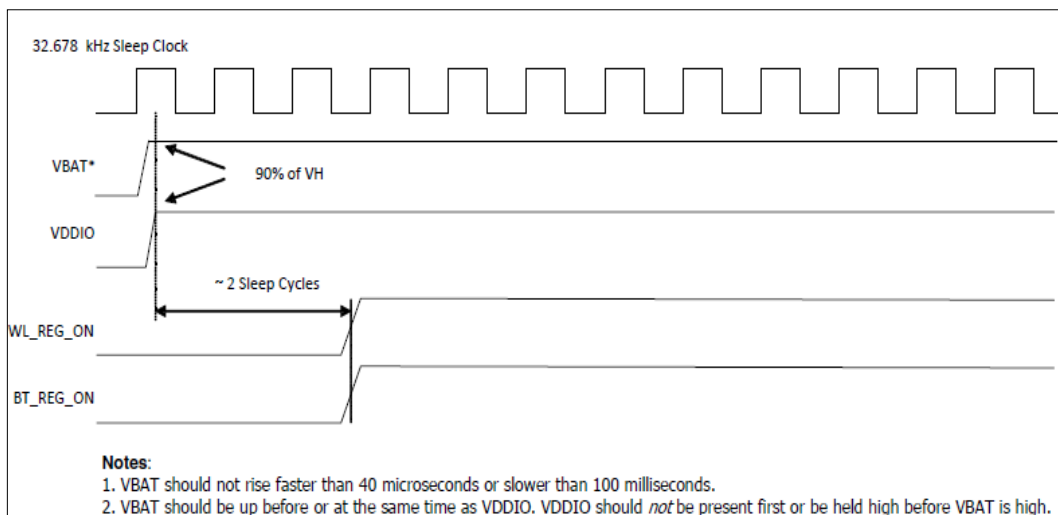 32.678 kHz Sleep Clock
VBAT*
90% of VH
VDDIO
~ 2 Sleep Cycles
WL_REG_ON
BT_REG_ON
Notes:
1. VBAT should not rise faster than 40 microseconds or slower than 100 milliseconds.
2. VBAT should be up before or at the same time as VDDIO. VDDIO should not be present first or be held high before VBAT is high.